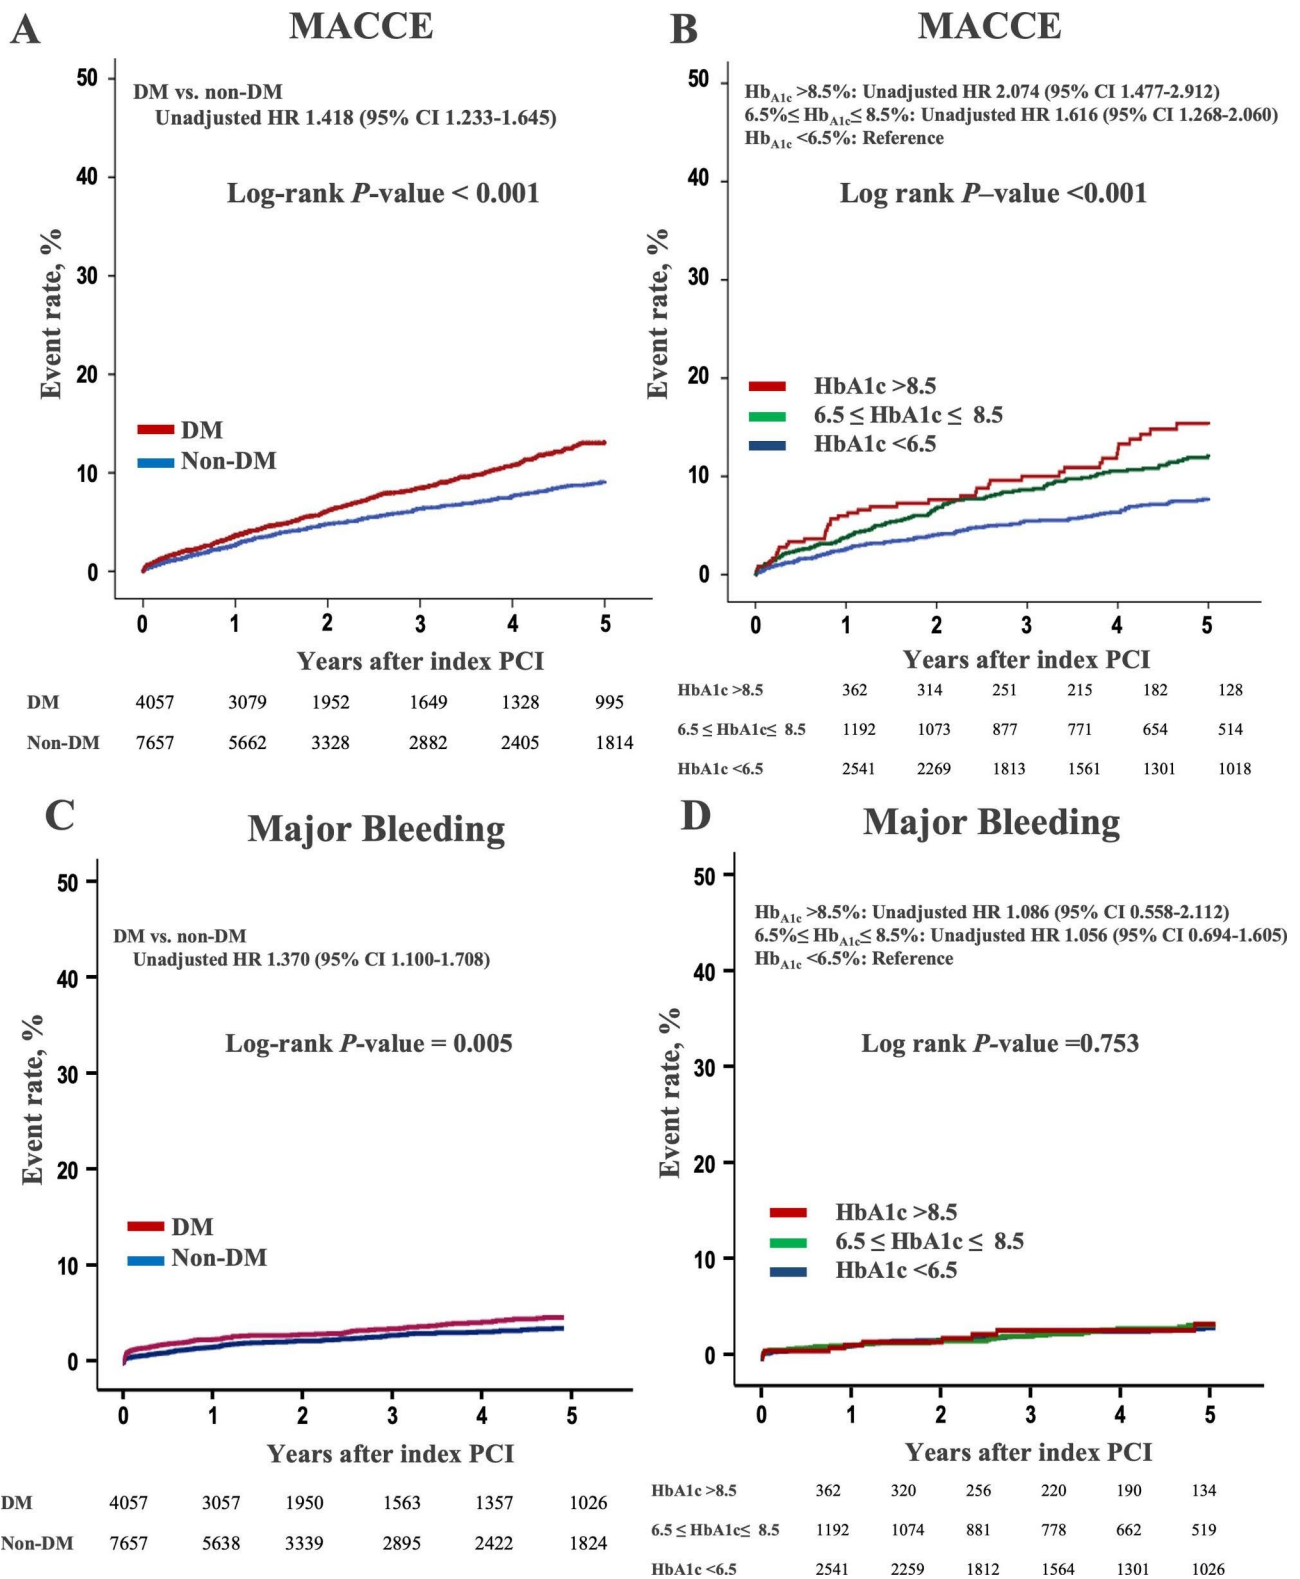 A
MACCE
DM vs. non-DM
Unadjusted HR 1.418 (95% CI 1.233-1.645)
Log-rank P-value < 0.001
Event rate, %
50
40
30
20
10
0
DM
Non-DM
0 1 2 3 4 5
Years after index PCI
DM 4057 3079 1952 1649 1328 995
Non-DM 7657 5662 3328 2882 2405 1814
B
MACCE
HbA1c >8.5%: Unadjusted HR 2.074 (95% CI 1.477-2.912)
6.5%≤ HbA1c≤ 8.5%: Unadjusted HR 1.616 (95% CI 1.268-2.060)
HbA1c <6.5%: Reference
Log rank P–value <0.001
Event rate, %
50
40
30
20
10
0
HbA1c >8.5
6.5 ≤ HbA1c ≤ 8.5
HbA1c <6.5
0 1 2 3 4 5
Years after index PCI
HbA1c >8.5 362 314 251 215 182 128
6.5 ≤ HbA1c≤ 8.5 1192 1073 877 771 654 514
HbA1c <6.5 2541 2269 1813 1561 1301 1018
C
Major Bleeding
DM vs. non-DM
Unadjusted HR 1.370 (95% CI 1.100-1.708)
Log-rank P-value = 0.005
Event rate, %
50
40
30
20
10
0
DM
Non-DM
0 1 2 3 4 5
Years after index PCI
DM 4057 3057 1950 1563 1357 1026
Non-DM 7657 5638 3339 2895 2422 1824
D
Major Bleeding
HbA1c >8.5%: Unadjusted HR 1.086 (95% CI 0.558-2.112)
6.5%≤ HbA1c≤ 8.5%: Unadjusted HR 1.056 (95% CI 0.694-1.605)
HbA1c <6.5%: Reference
Log rank P-value =0.753
Event rate, %
50
40
30
20
10
0
HbA1c >8.5
6.5 ≤ HbA1c ≤ 8.5
HbA1c <6.5
0 1 2 3 4 5
Years after index PCI
HbA1c >8.5 362 320 256 220 190 134
6.5 ≤ HbA1c≤ 8.5 1192 1074 881 778 662 519
HbA1c <6.5 2541 2259 1812 1564 1301 1026